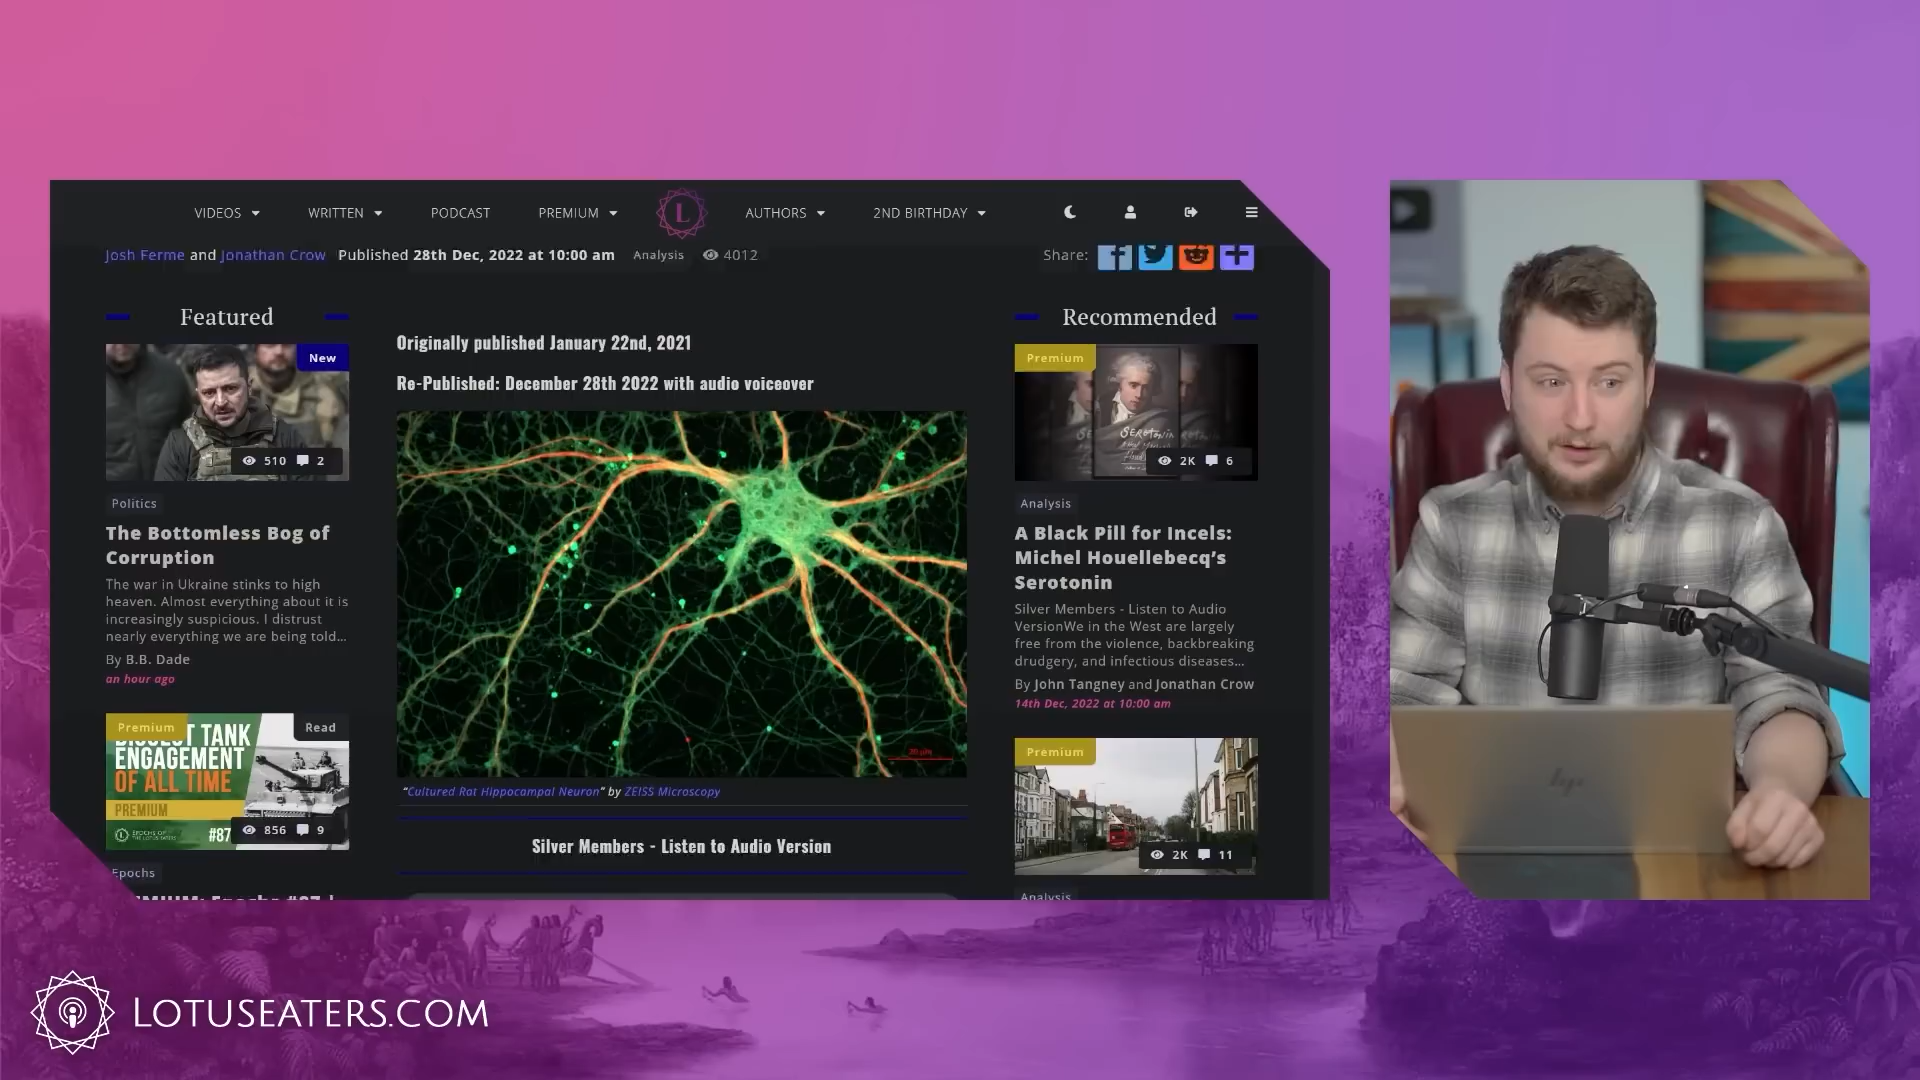 VIDEOS
WRITTEN
PODCAST
PREMIUM
L
AUTHORS
2ND BIRTHDAY
Josh Ferme and Jonathan Crow
Published 28th Dec, 2022 at 10:00 am
Analysis
4012
Share:
Featured
New
510
2
Politics
The Bottomless Bog of
Corruption
The war in Ukraine stinks to high
heaven. Almost everything about it is
increasingly suspicious. I distrust
nearly everything we are being told...
By B.B. Dade
an hour ago
Premium
Read
BIGGEST TANK
ENGAGEMENT
OF ALL TIME
PREMIUM
EPOCHS
#87
856
9
Epochs
Originally published January 22nd, 2021
Re-Published: December 28th 2022 with audio voiceover
20 µm
“Cultured Rat Hippocampal Neuron” by ZEISS Microscopy
Silver Members - Listen to Audio Version
Recommended
Premium
SEROTONIN
2K
6
Analysis
A Black Pill for Incels:
Michel Houellebecq’s
Serotonin
Silver Members - Listen to Audio
VersionWe in the West are largely
free from the violence, backbreaking
drudgery, and infectious diseases...
By John Tangney and Jonathan Crow
14th Dec, 2022 at 10:00 am
Premium
2K
11
Analysis
hp
LOTUSEATERS.COM